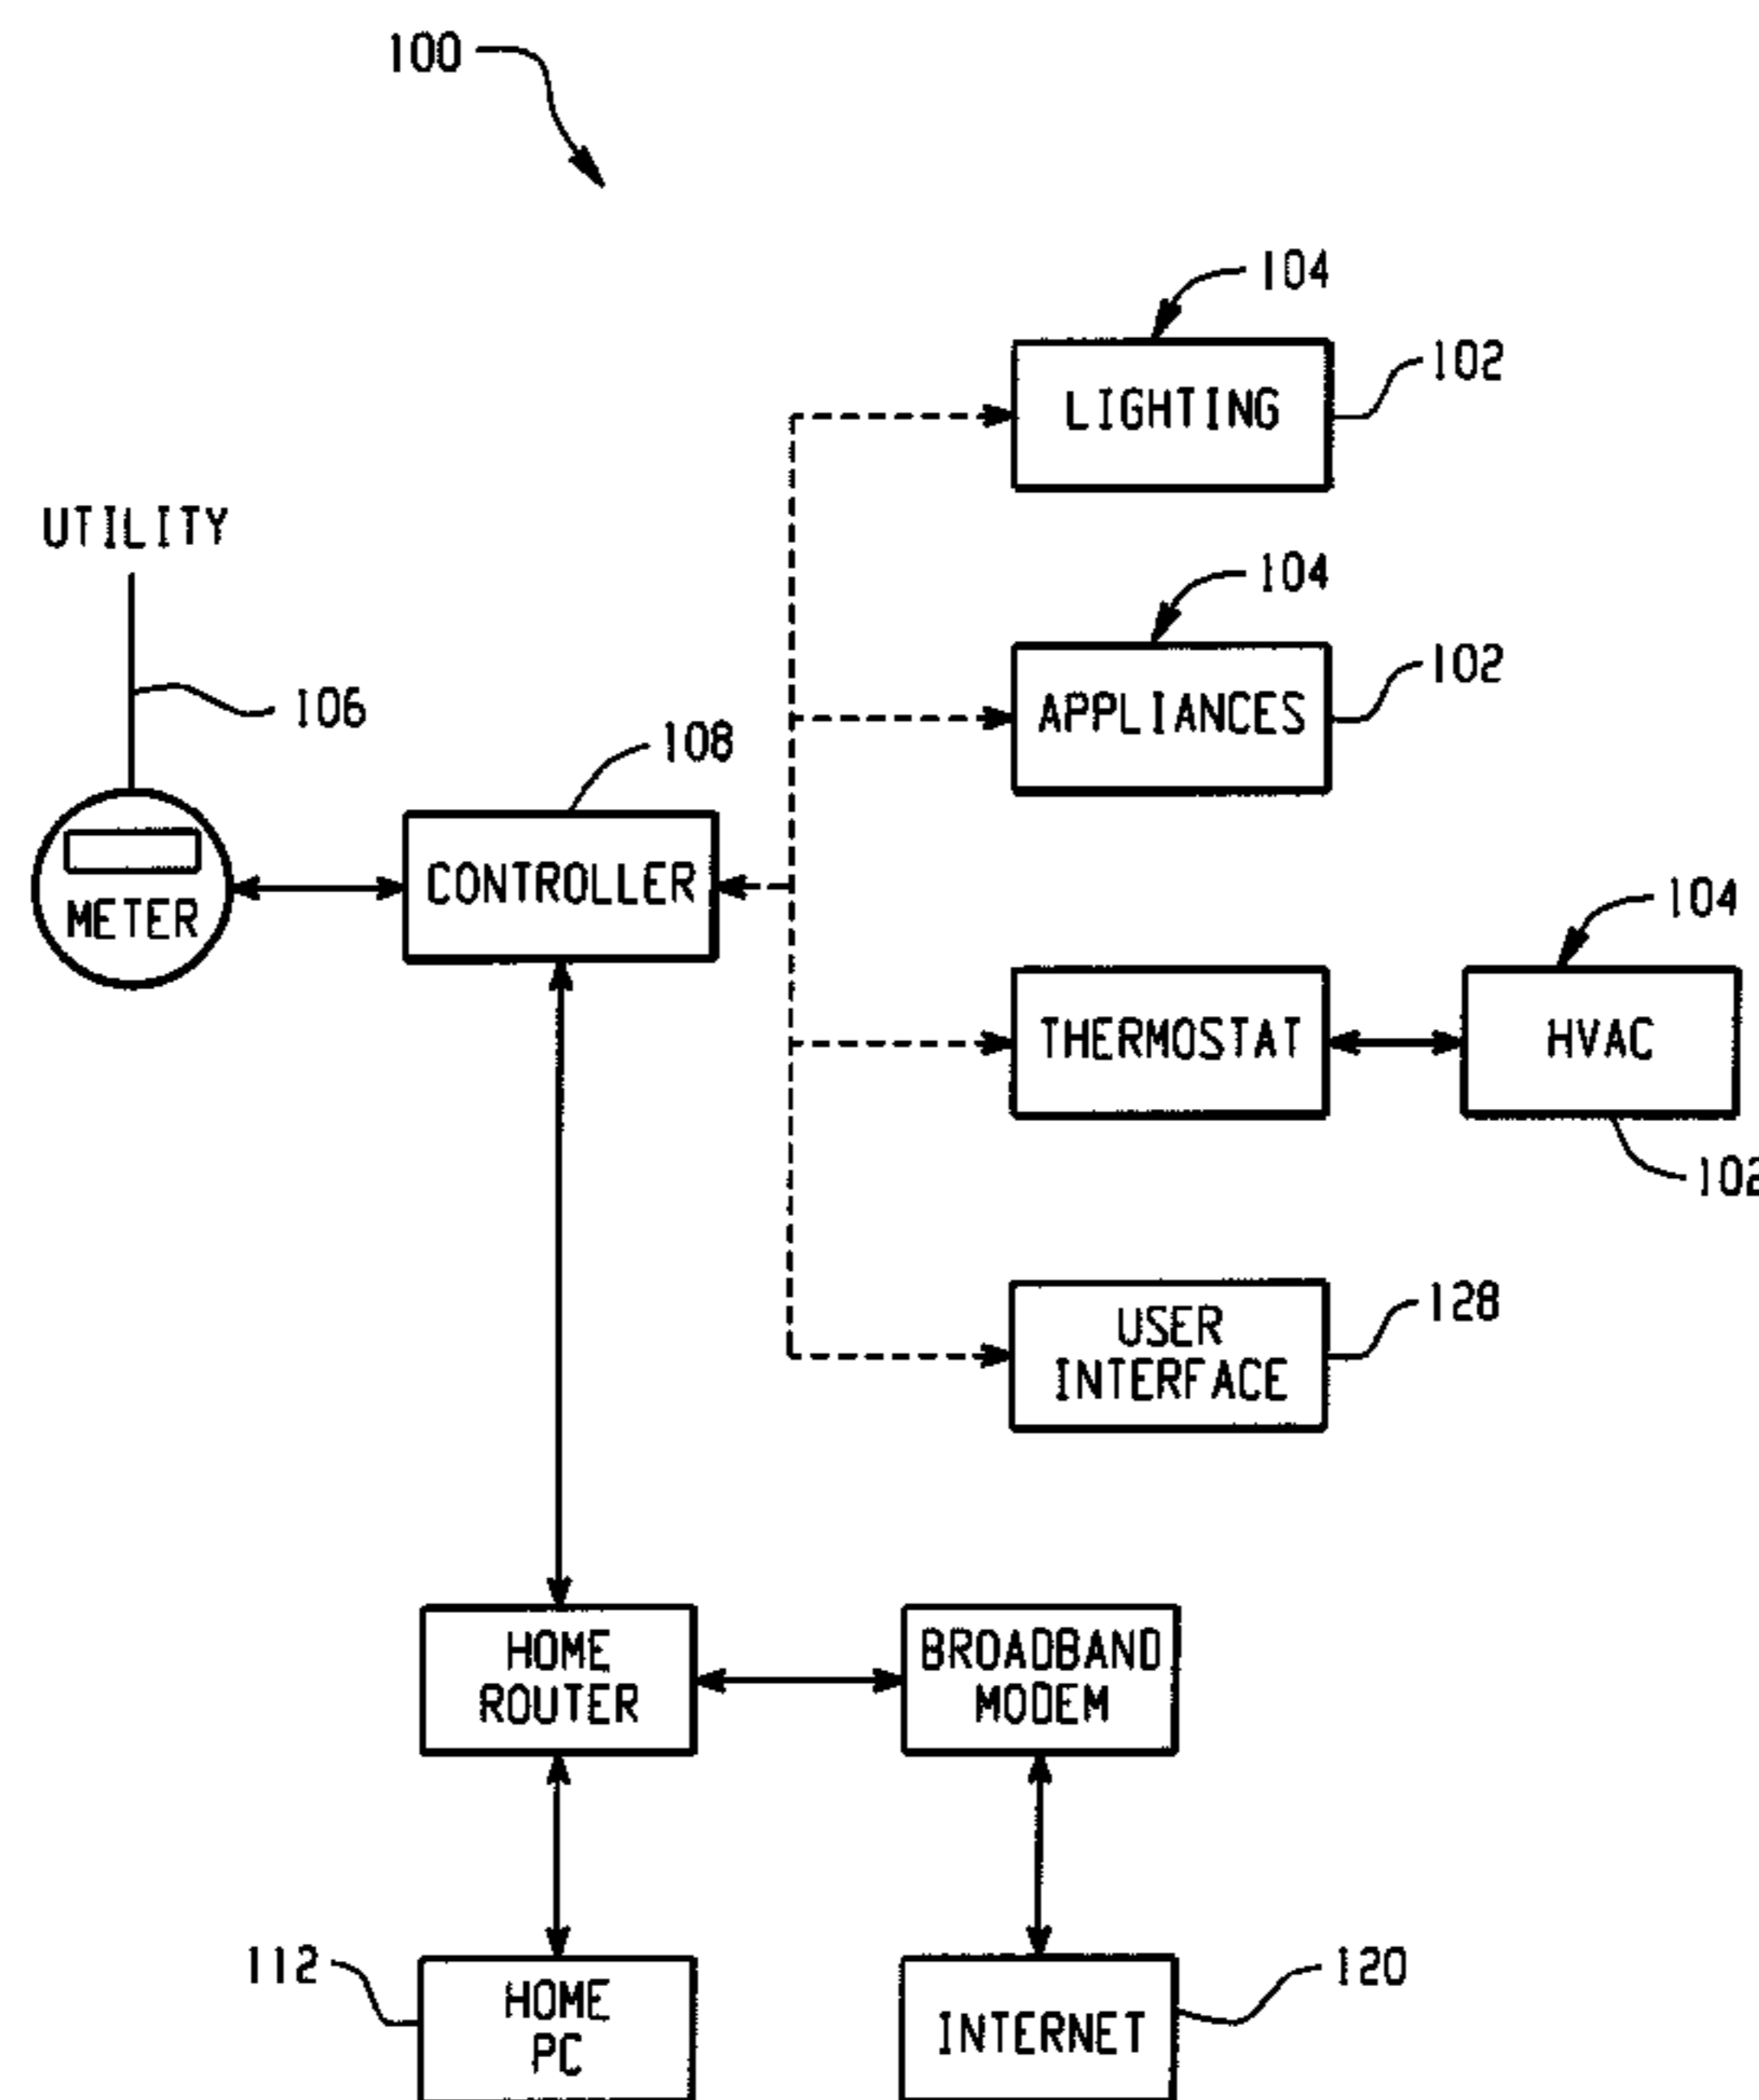 100
104
LIGHTING
102
UTILITY
104
APPLIANCES
102
106
108
CONTROLLER
METER
104
THERMOSTAT
HVAC
102
USER
INTERFACE
128
HOME
ROUTER
BROADBAND
MODEM
112
HOME
PC
INTERNET
120